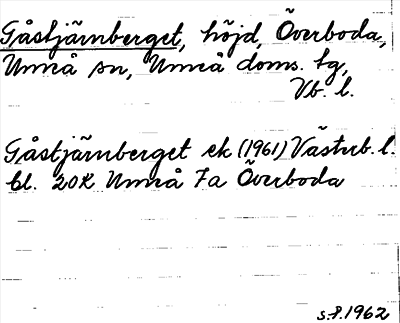 Gåstjärnberget, höjd, Överboda,
Umeå sn, Umeå doms. tg,
Vb. l.
Gåstjärnberget ek (1961) Västerb. l.
bl. 20K Umeå 7a Överboda
s.f. 1962